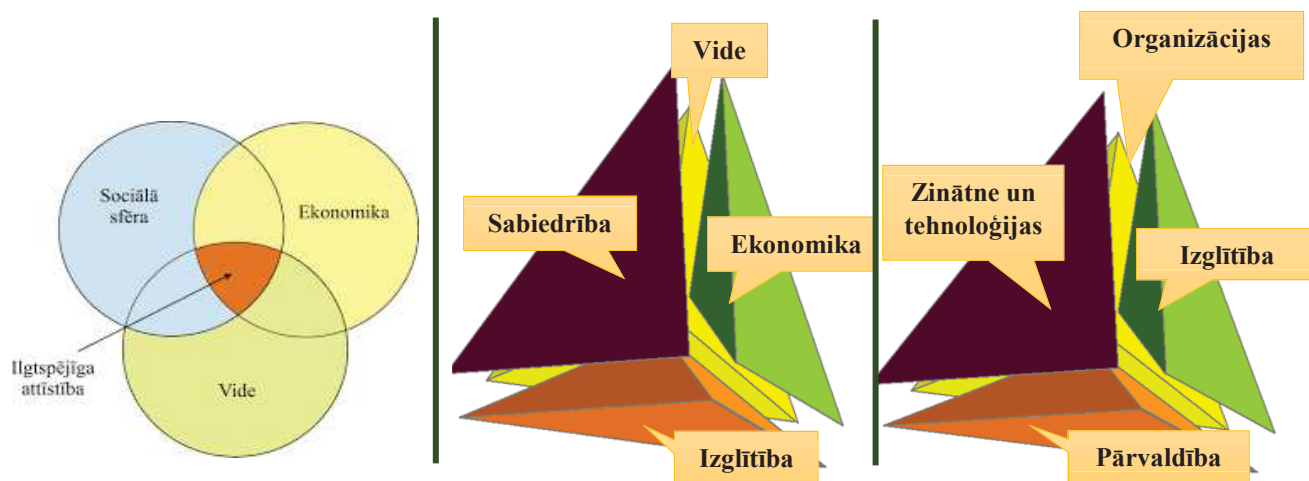 Sociālā
sfēra
Ekonomika
Ilgtspējīga
attīstība
Vide
Vide
Sabiedrība
Ekonomika
Izglītība
Organizācijas
Zinātne un
tehnoloģijas
Izglītība
Pārvaldība